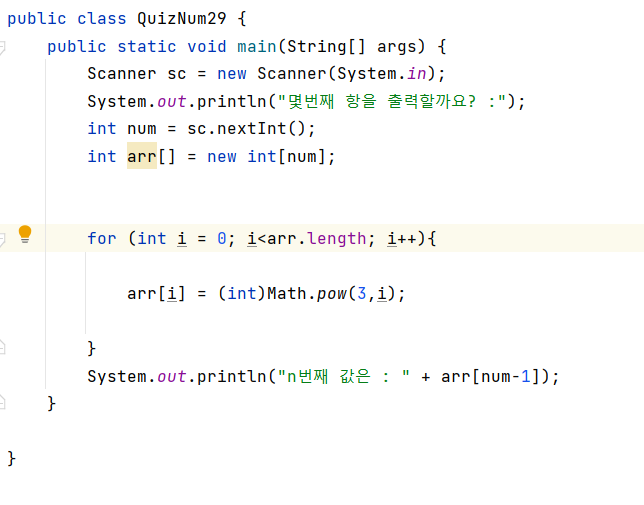 public class QuizNum29 {
public static void main(String[] args) {
Scanner sc = new Scanner(System.in);
System.out.println("몇번째 항을 출력할까요? :");
int num = sc.nextInt();
int arr[] = new int[num];
for (int i = 0; i<arr.length; i++){
arr[i] = (int)Math.pow(3,i);
}
System.out.println("n번째 값은 : " + arr[num-1]);
}
}